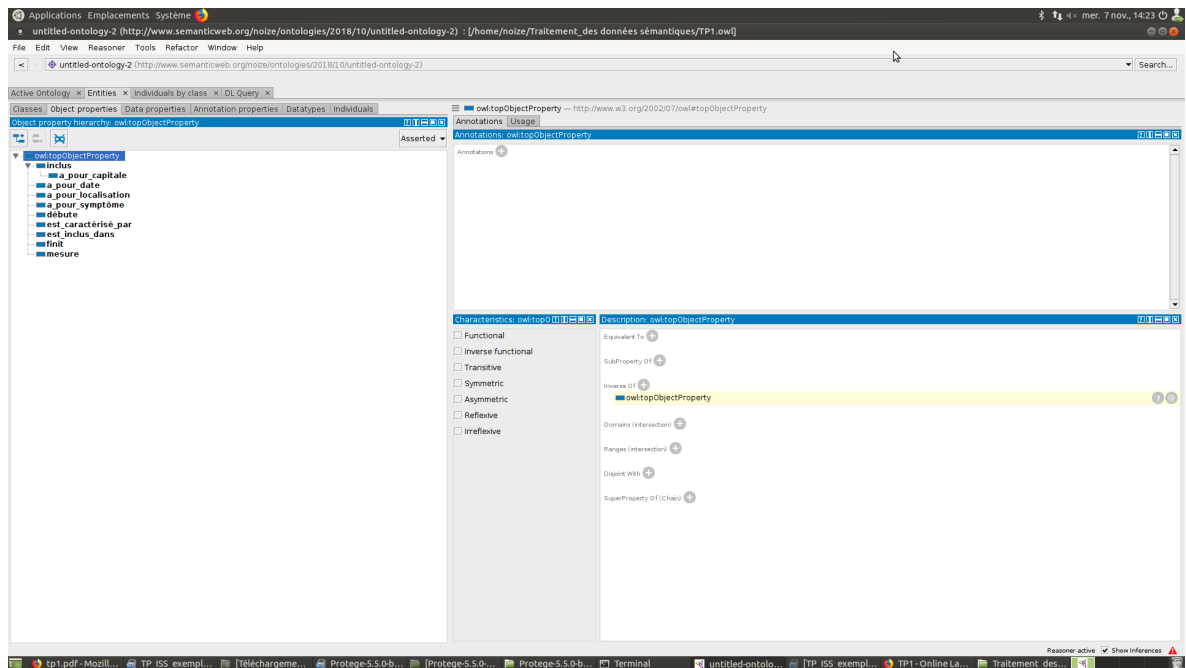 Applications Emplacements Système mer. 7 nov., 14:23
untitled-ontology-2 (http://www.semanticweb.org/noize/ontologies/2018/10/untitled-ontology-2) : [/home/noize/Traitement_des données sémantiques/TP1.owl]
File Edit View Reasoner Tools Refactor Window Help
< untitled-ontology-2 (http://www.semanticweb.org/noize/ontologies/2018/10/untitled-ontology-2) Search...
Active Ontology × Entities × Individuals by class × DL Query ×
Classes Object properties Data properties Annotation properties Datatypes Individuals
Object property hierarchy: owl:topObjectProperty
Asserted
owl:topObjectProperty
inclus
a_pour_capitale
a_pour_date
a_pour_localisation
a_pour_symptôme
débute
est_caractérisé_par
est_inclus_dans
finit
mesure
owl:topObjectProperty — http://www.w3.org/2002/07/owl#topObjectProperty
Annotations Usage
Annotations: owl:topObjectProperty
Annotations
Characteristics: owl:topO
Functional
Inverse functional
Transitive
Symmetric
Asymmetric
Reflexive
Irreflexive
Description: owl:topObjectProperty
Equivalent To
SubProperty Of
Inverse Of
owl:topObjectProperty
Domains (intersection)
Ranges (intersection)
Disjoint With
SuperProperty Of (Chain)
Reasoner active Show Inferences
tp1.pdf - Mozill... TP ISS exempl... [Téléchargeme... Protege-5.5.0-b... [Prote­ge-5.5.0-... Protege-5.5.0-b... Terminal untitled-ontolo... [TP ISS exempl... TP1 - Online La... Traitement des...